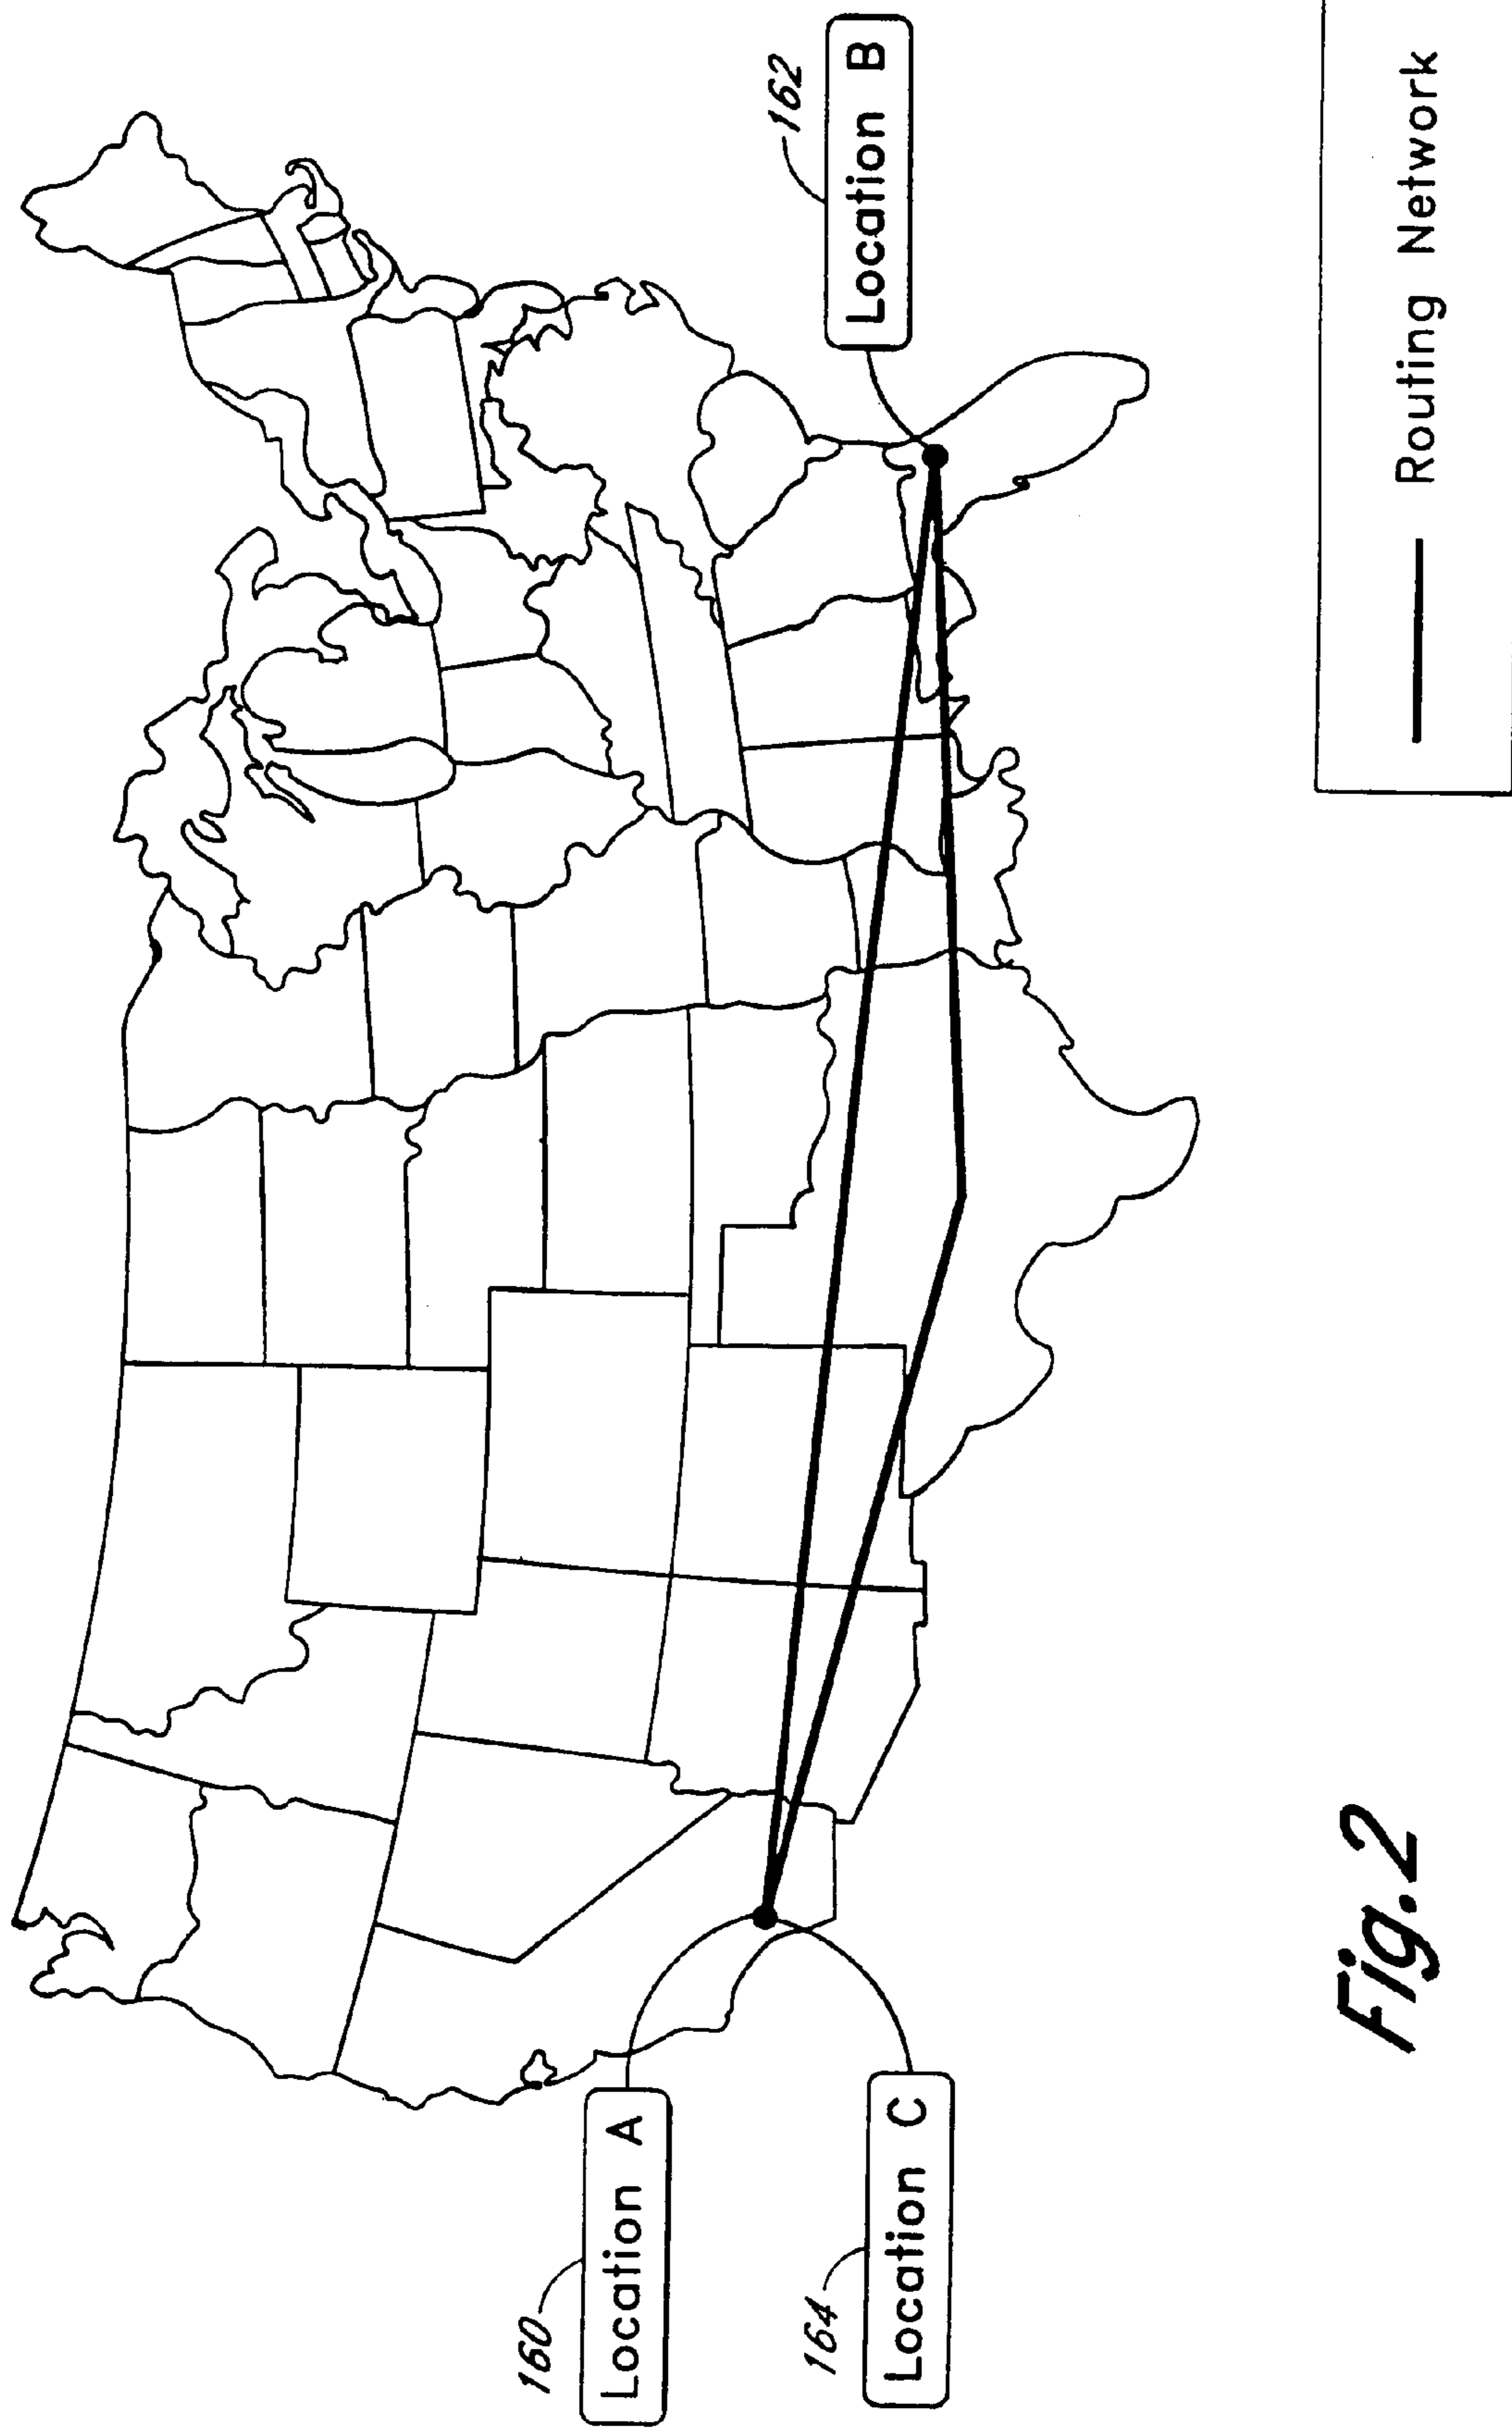 162
Location B
160
Location A
164
Location C
Routing Network
Fig.2